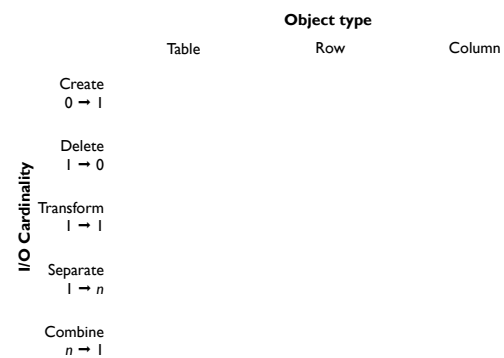 Object type
Table Row Column
Create
0 → 1
Delete
1 → 0
I/O Cardinality
Transform
1 → 1
Separate
1 → n
Combine
n → 1